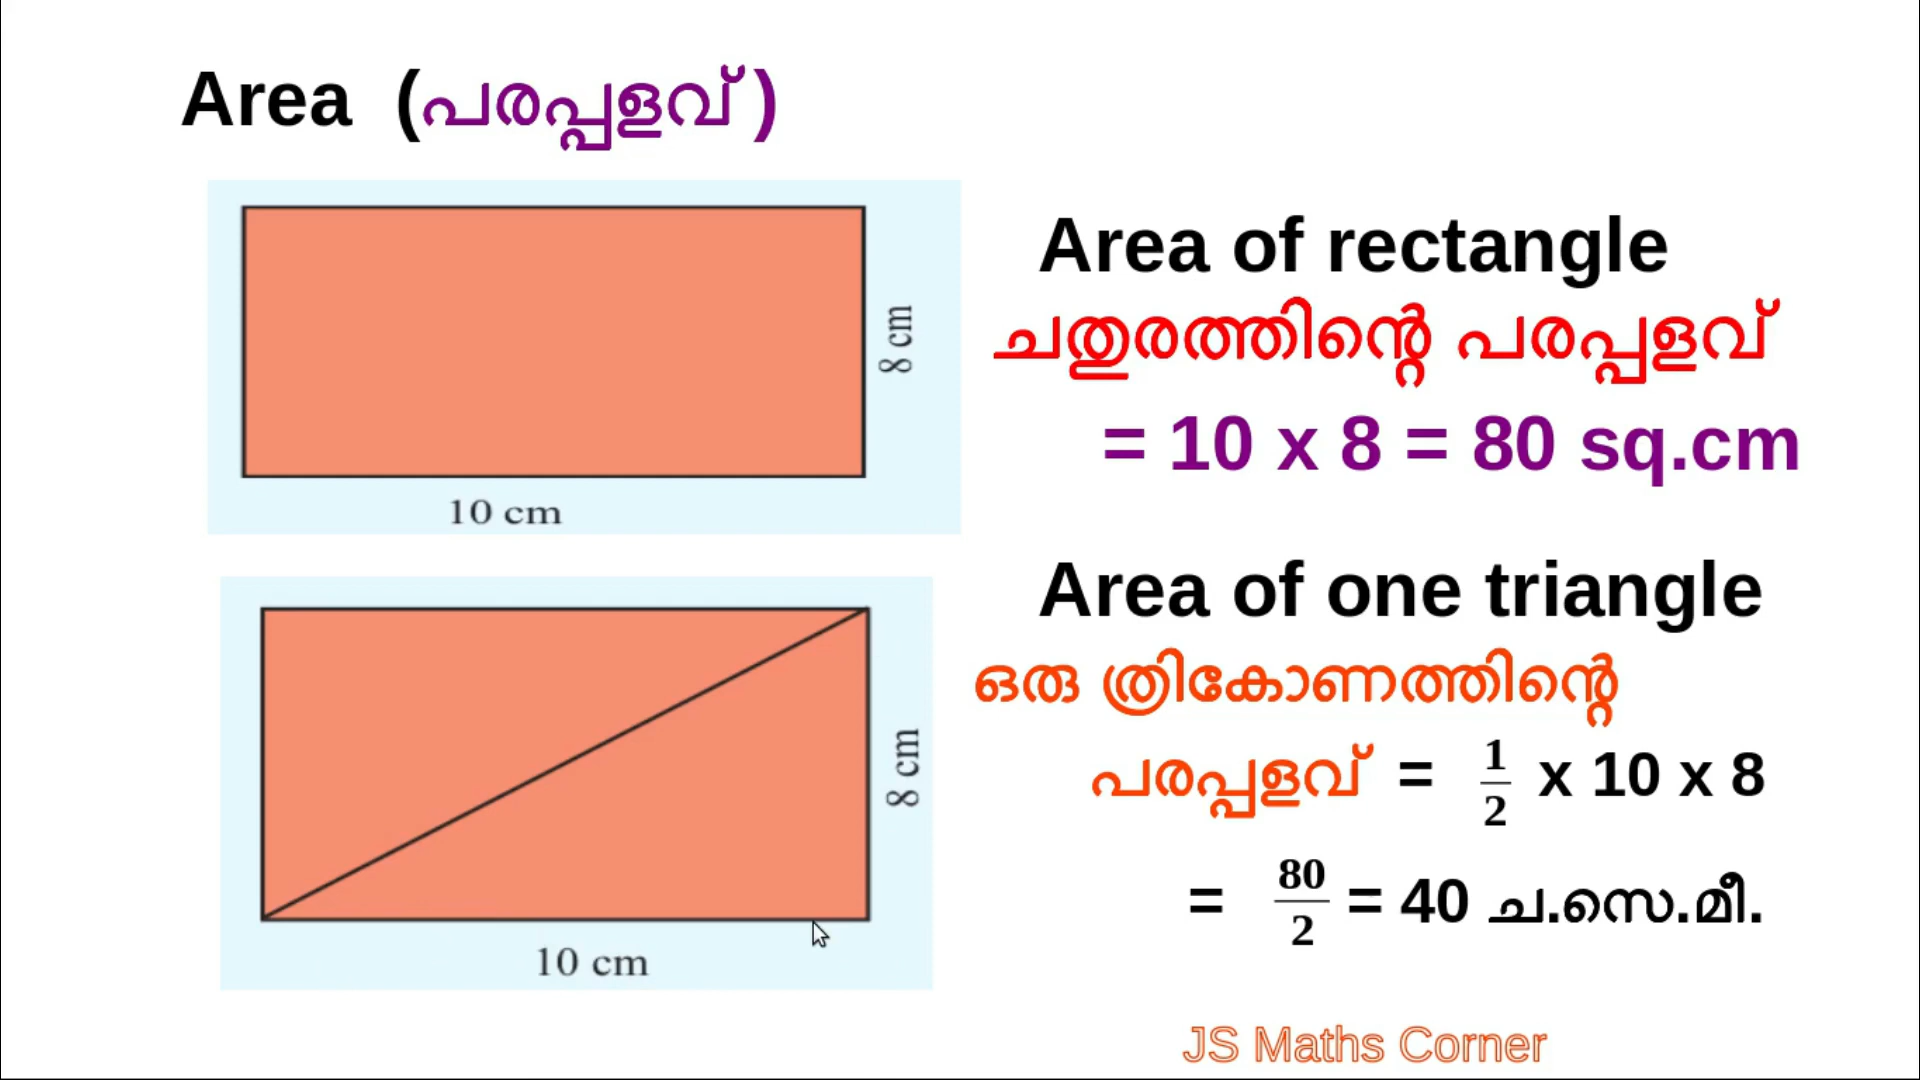 Area (പരപ്പളവ്)
8 cm
10 cm
Area of rectangle
ചതുരത്തിന്റെ പരപ്പളവ്
= 10 x 8 = 80 sq.cm
8 cm
10 cm
Area of one triangle
ഒരു ത്രികോണത്തിന്റെ
പരപ്പളവ് = 1/2 x 10 x 8
= 80/2 = 40 ച.സെ.മീ.
JS Maths Corner